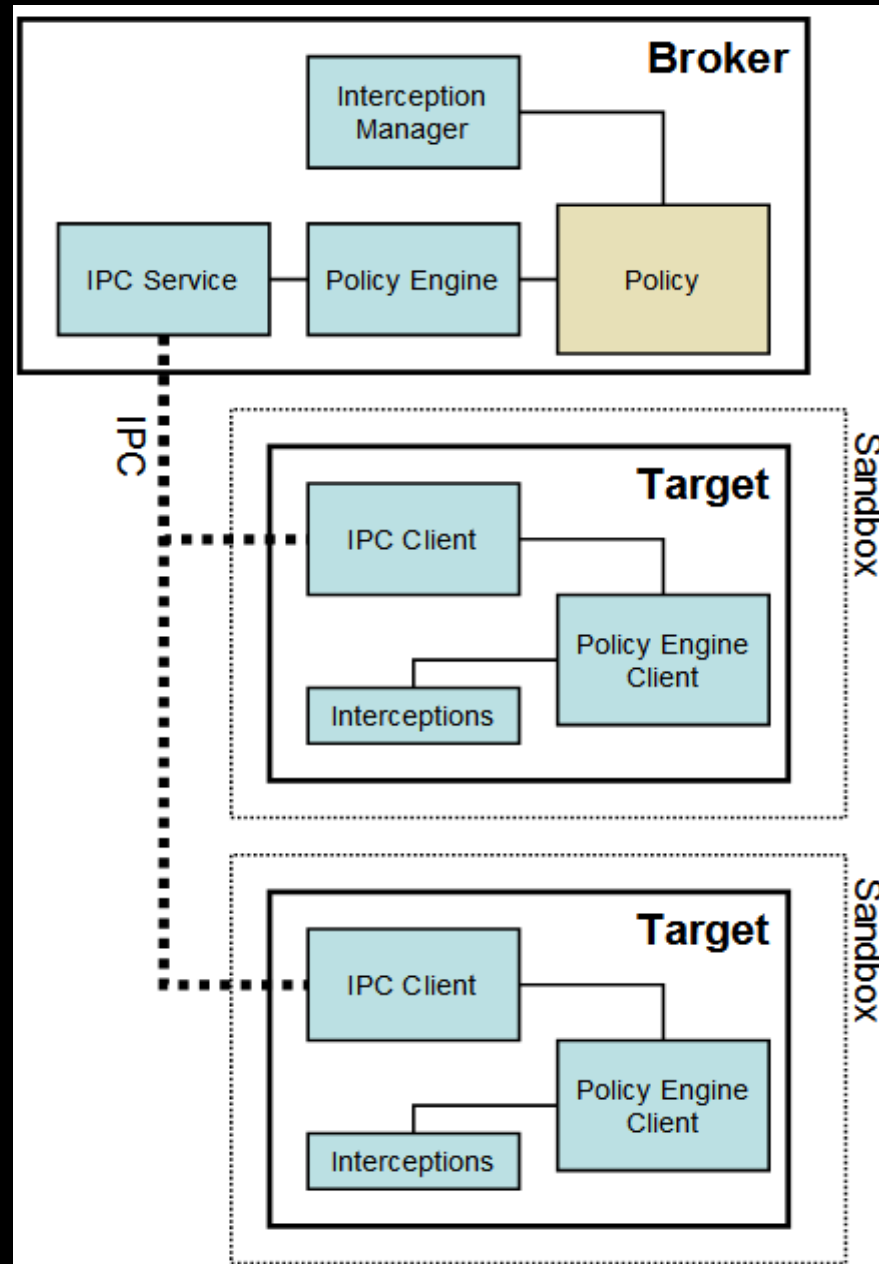 Broker
Interception
Manager
IPC Service
Policy Engine
Policy
IPC
Sandbox
Target
IPC Client
Policy Engine
Client
Interceptions
Sandbox
Target
IPC Client
Policy Engine
Client
Interceptions